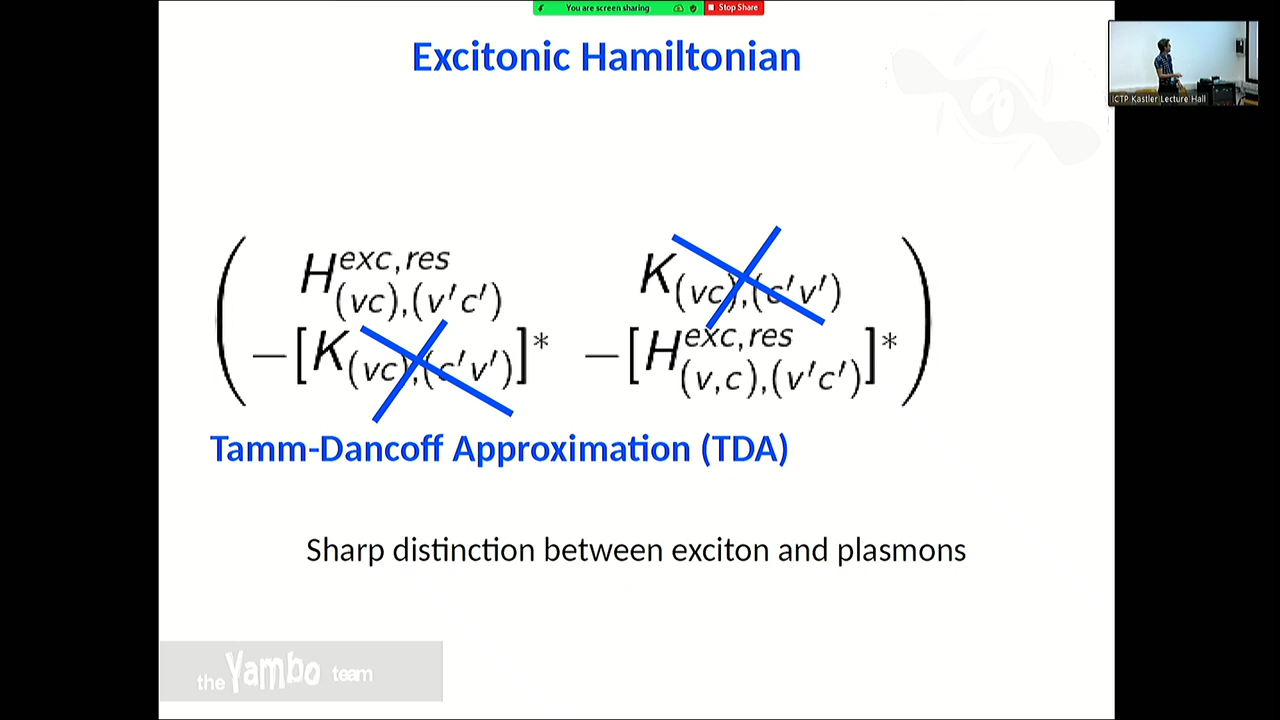 You are screen sharing
Stop Share
Excitonic Hamiltonian
ICTP Kastler Lecture Hall
H^{exc,res}_{(vc),(v'c')} K_{(vc),(c'v')}
−[K_{(vc),(c'v')}]* −[H^{exc,res}_{(v,c),(v'c')}]*
Tamm-Dancoff Approximation (TDA)
Sharp distinction between exciton and plasmons
the Yambo team